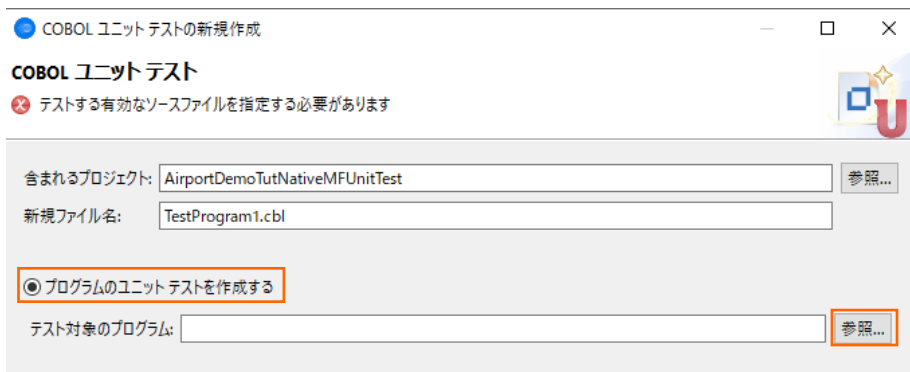 COBOL ユニット テストの新規作成
COBOL ユニット テスト
テストする有効なソースファイルを指定する必要があります
含まれるプロジェクト: AirportDemoTutNativeMFUnitTest 参照...
新規ファイル名: TestProgram1.cbl
プログラムのユニット テストを作成する
テスト対象のプログラム: 参照...